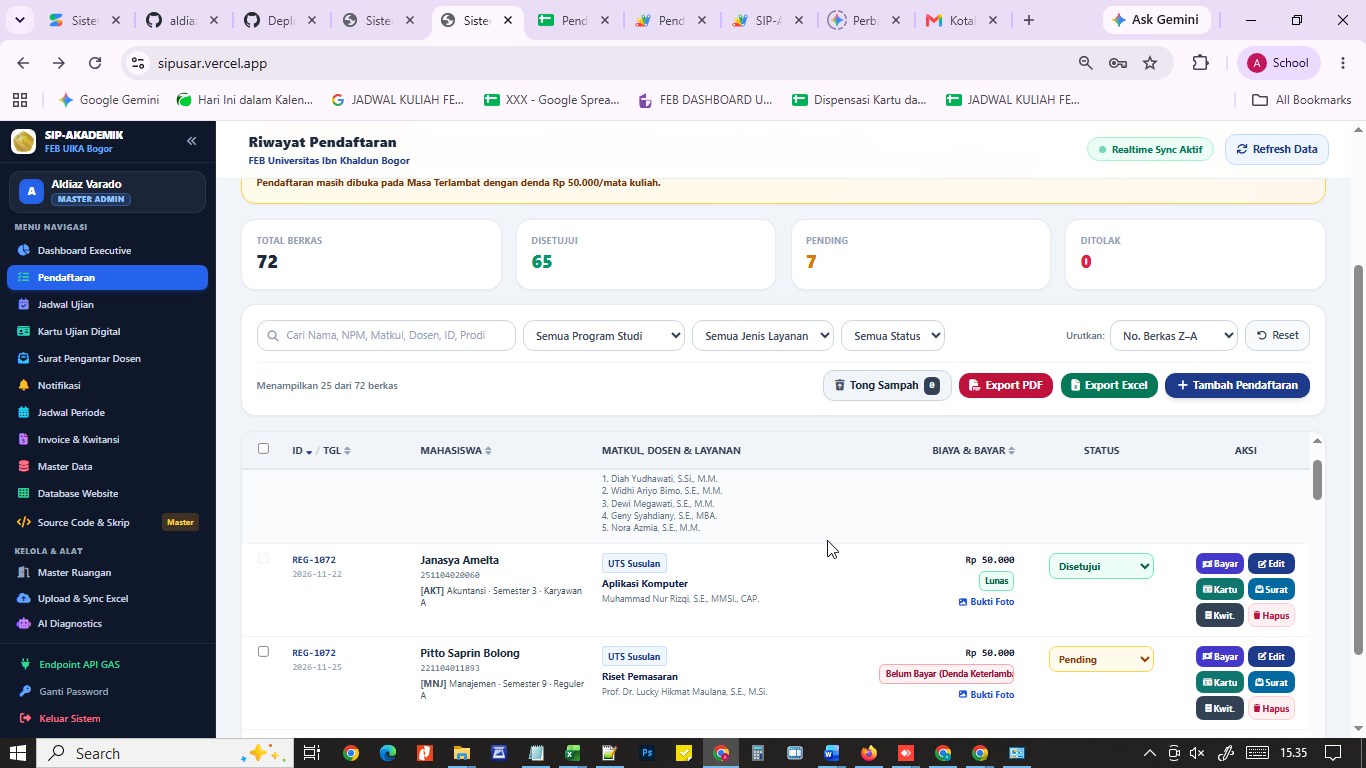 Siste
aldia
Deplo
Siste
Siste
Pend
Pend
SIP-A
Perb
Kota
Ask Gemini
sipusar.vercel.app
A School
Google Gemini
Hari Ini dalam Kalen...
JADWAL KULIAH FE...
XXX - Google Sprea...
FEB DASHBOARD U...
Dispensasi Kartu da...
JADWAL KULIAH FE...
All Bookmarks
SIP-AKADEMIK
FEB UIKA Bogor
A
Aldiaz Varado
MASTER ADMIN
MENU NAVIGASI
Dashboard Executive
Pendaftaran
Jadwal Ujian
Kartu Ujian Digital
Surat Pengantar Dosen
Notifikasi
Jadwal Periode
Invoice & Kwitansi
Master Data
Database Website
Source Code & Skrip Master
KELOLA & ALAT
Master Ruangan
Upload & Sync Excel
AI Diagnostics
Endpoint API GAS
Ganti Password
Keluar Sistem
Riwayat Pendaftaran
FEB Universitas Ibn Khaldun Bogor
Realtime Sync Aktif
Refresh Data
Pendaftaran masih dibuka pada Masa Terlambat dengan denda Rp 50.000/mata kuliah.
TOTAL BERKAS
72
DISETUJUI
65
PENDING
7
DITOLAK
0
Cari Nama, NPM, Matkul, Dosen, ID, Prodi
Semua Program Studi
Semua Jenis Layanan
Semua Status
Urutkan:
No. Berkas Z–A
Reset
Menampilkan 25 dari 72 berkas
Tong Sampah 0
Export PDF
Export Excel
+ Tambah Pendaftaran
ID / TGL
MAHASISWA
MATKUL, DOSEN & LAYANAN
BIAYA & BAYAR
STATUS
AKSI
1. Diah Yudhawati, S.Si., M.M.
2. Widhi Ariyo Bimo, S.E., M.M.
3. Dewi Megawati, S.E., M.M.
4. Geny Syahdiany, S.E., MBA.
5. Nora Azmia, S.E., M.M.
REG-1072
2026-11-22
Janasya Amelta
251104020060
[AKT] Akuntansi · Semester 3 · Karyawan
A
UTS Susulan
Aplikasi Komputer
Muhammad Nur Rizqi, S.E., MMSI., CAP.
Rp 50.000
Lunas
Bukti Foto
Disetujui
Bayar
Edit
Kartu
Surat
Kwit.
Hapus
REG-1072
2026-11-25
Pitto Saprin Bolong
221104011893
[MNJ] Manajemen · Semester 9 · Reguler
A
UTS Susulan
Riset Pemasaran
Prof. Dr. Lucky Hikmat Maulana, S.E., M.Si.
Rp 50.000
Belum Bayar (Denda Keterlamba
Bukti Foto
Pending
Bayar
Edit
Kartu
Surat
Kwit.
Hapus
Search
15.35